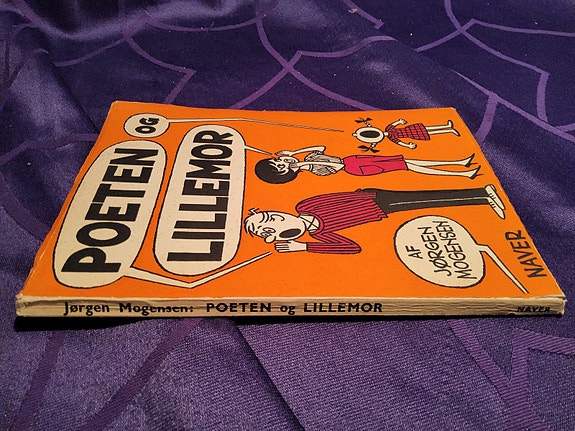 POETEN
OG
LILLEMOR
AF
JØRGEN
MOGENSEN
NAVER
Jørgen Mogensen: POETEN og LILLEMOR
NAVER